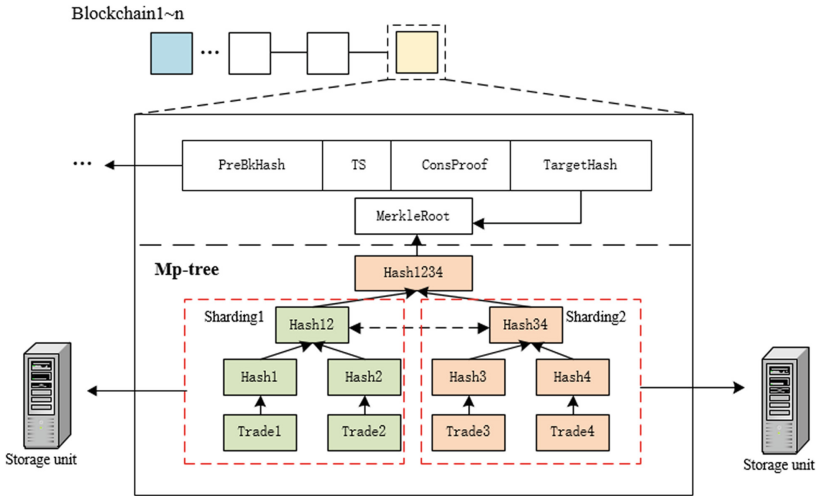 Blockchain1~n
...
... PreBkHash TS ConsProof TargetHash
MerkleRoot
Mp-tree
Hash1234
Sharding1 Hash12 Hash34 Sharding2
Hash1 Hash2 Hash3 Hash4
Trade1 Trade2 Trade3 Trade4
Storage unit Storage unit